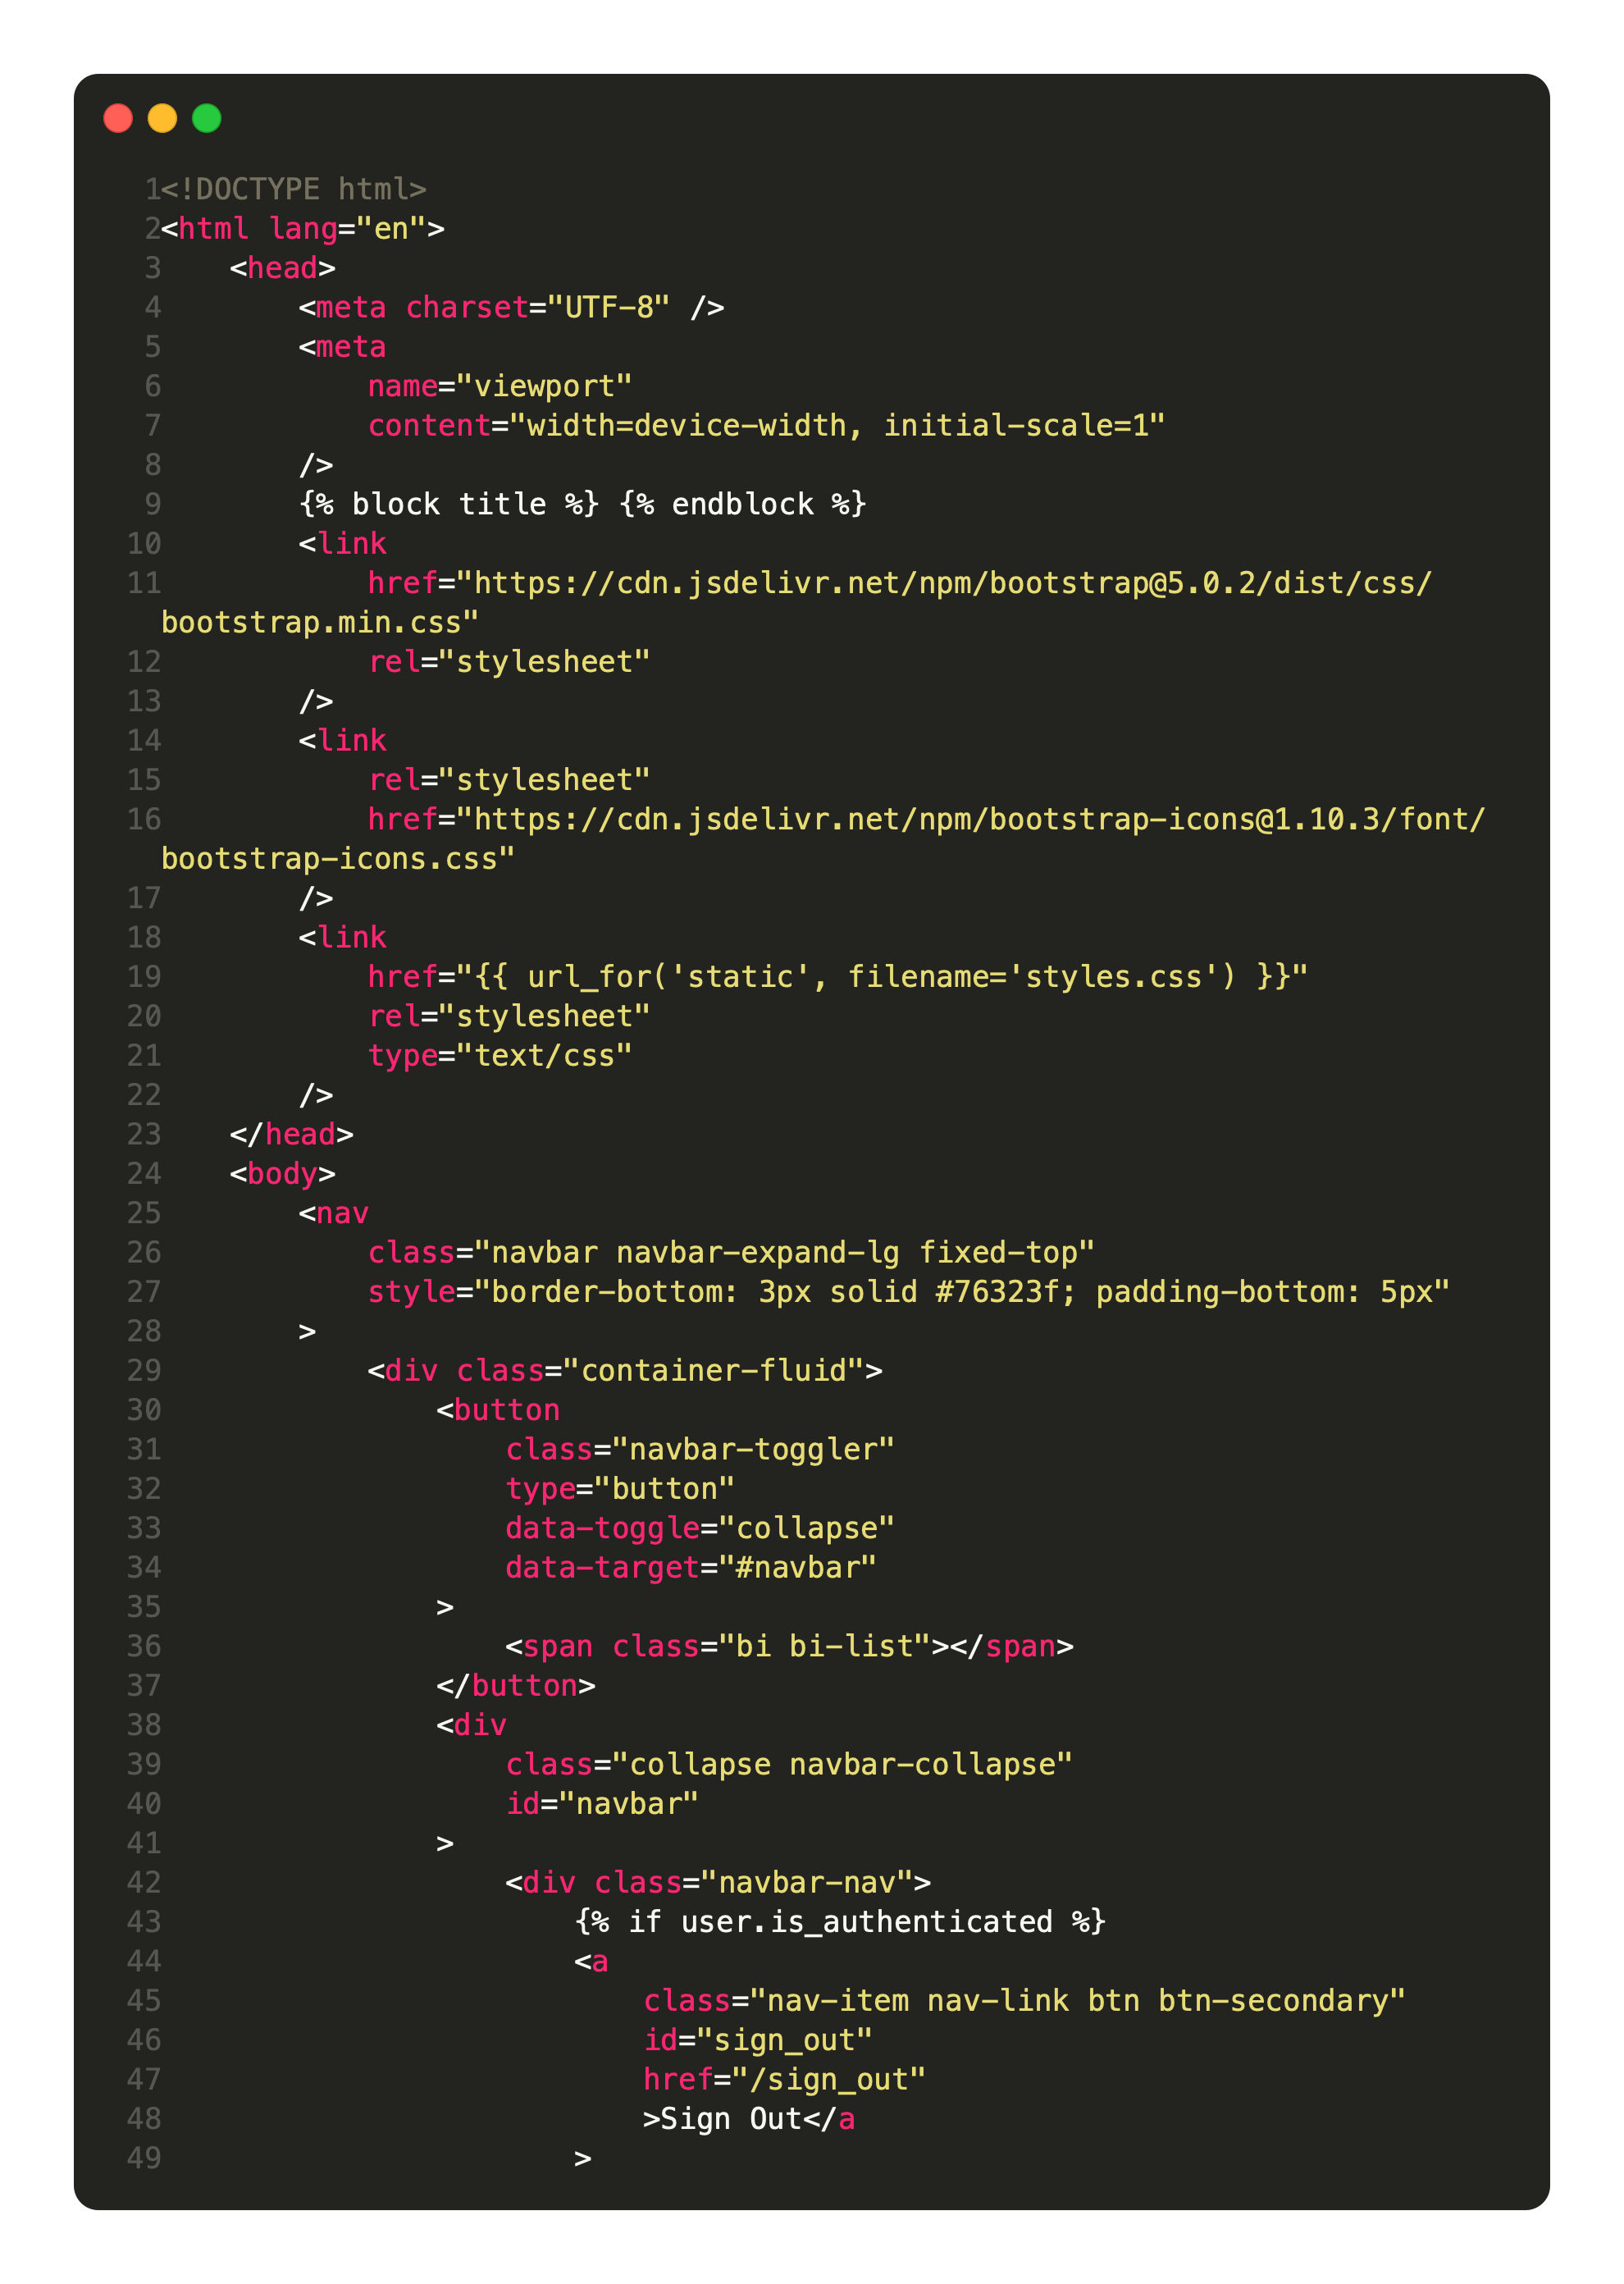 1<!DOCTYPE html>
2<html lang="en">
3    <head>
4        <meta charset="UTF-8" />
5        <meta
6            name="viewport"
7            content="width=device-width, initial-scale=1"
8        />
9        {% block title %} {% endblock %}
10        <link
11            href="https://cdn.jsdelivr.net/npm/bootstrap@5.0.2/dist/css/
bootstrap.min.css"
12            rel="stylesheet"
13        />
14        <link
15            rel="stylesheet"
16            href="https://cdn.jsdelivr.net/npm/bootstrap-icons@1.10.3/font/
bootstrap-icons.css"
17        />
18        <link
19            href="{{ url_for('static', filename='styles.css') }}"
20            rel="stylesheet"
21            type="text/css"
22        />
23    </head>
24    <body>
25        <nav
26            class="navbar navbar-expand-lg fixed-top"
27            style="border-bottom: 3px solid #76323f; padding-bottom: 5px"
28        >
29            <div class="container-fluid">
30                <button
31                    class="navbar-toggler"
32                    type="button"
33                    data-toggle="collapse"
34                    data-target="#navbar"
35                >
36                    <span class="bi bi-list"></span>
37                </button>
38                <div
39                    class="collapse navbar-collapse"
40                    id="navbar"
41                >
42                    <div class="navbar-nav">
43                        {% if user.is_authenticated %}
44                        <a
45                            class="nav-item nav-link btn btn-secondary"
46                            id="sign_out"
47                            href="/sign_out"
48                            >Sign Out</a
49                        >